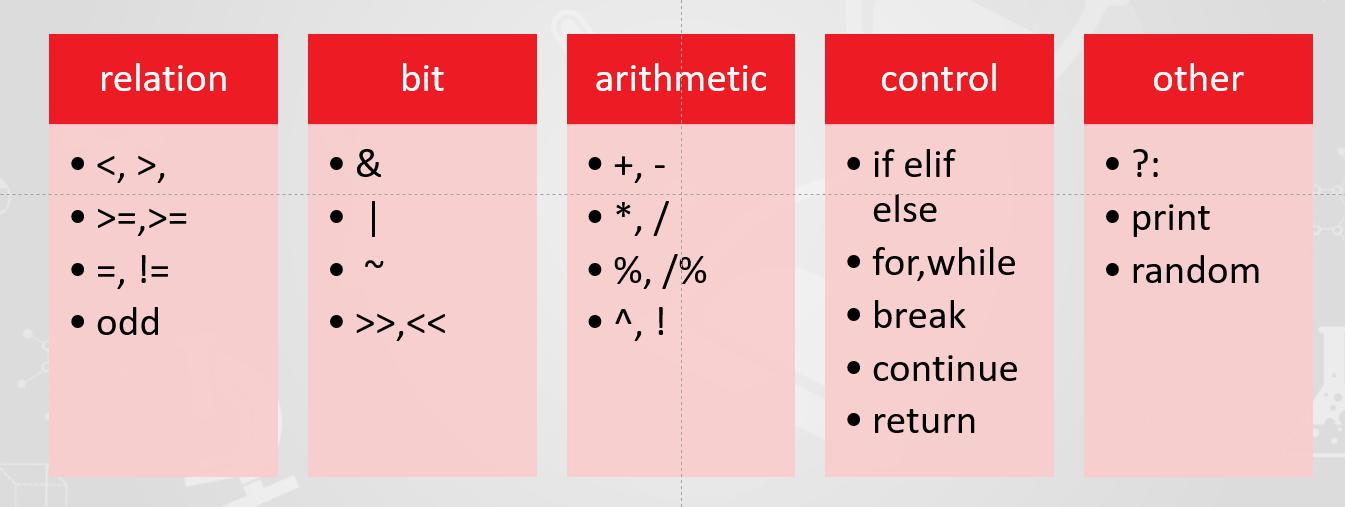 relation
• <, >,
• >=,>=
• =, !=
• odd
bit
• &
• |
• ~
• >>,<<
arithmetic
• +, -
• *, /
• %, /%
• ^, !
control
• if elif
else
• for,while
• break
• continue
• return
other
• ?:
• print
• random